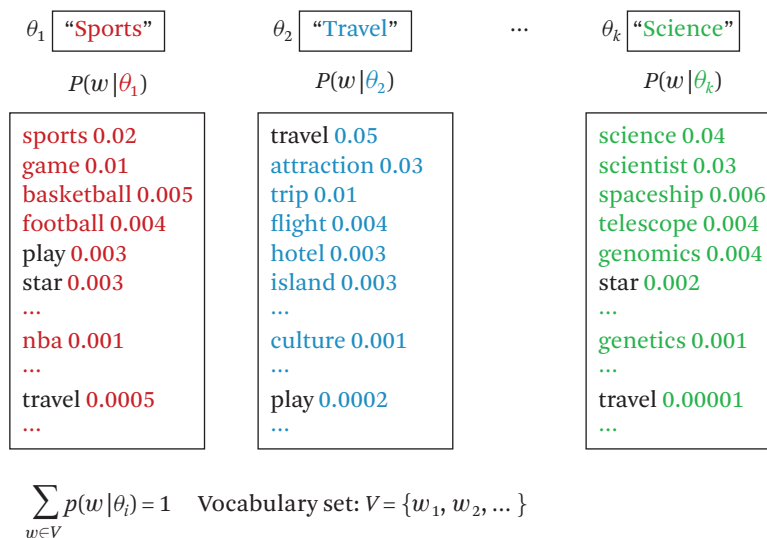 θ₁ “Sports”
P(w|θ₁)
sports 0.02
game 0.01
basketball 0.005
football 0.004
play 0.003
star 0.003
...
nba 0.001
...
travel 0.0005
...
θ₂ “Travel”
P(w|θ₂)
travel 0.05
attraction 0.03
trip 0.01
flight 0.004
hotel 0.003
island 0.003
...
culture 0.001
...
play 0.0002
...
...
θₖ “Science”
P(w|θₖ)
science 0.04
scientist 0.03
spaceship 0.006
telescope 0.004
genomics 0.004
star 0.002
...
genetics 0.001
...
travel 0.00001
...
∑_{w∈V} p(w|θᵢ) = 1 Vocabulary set: V = {w₁, w₂, ... }